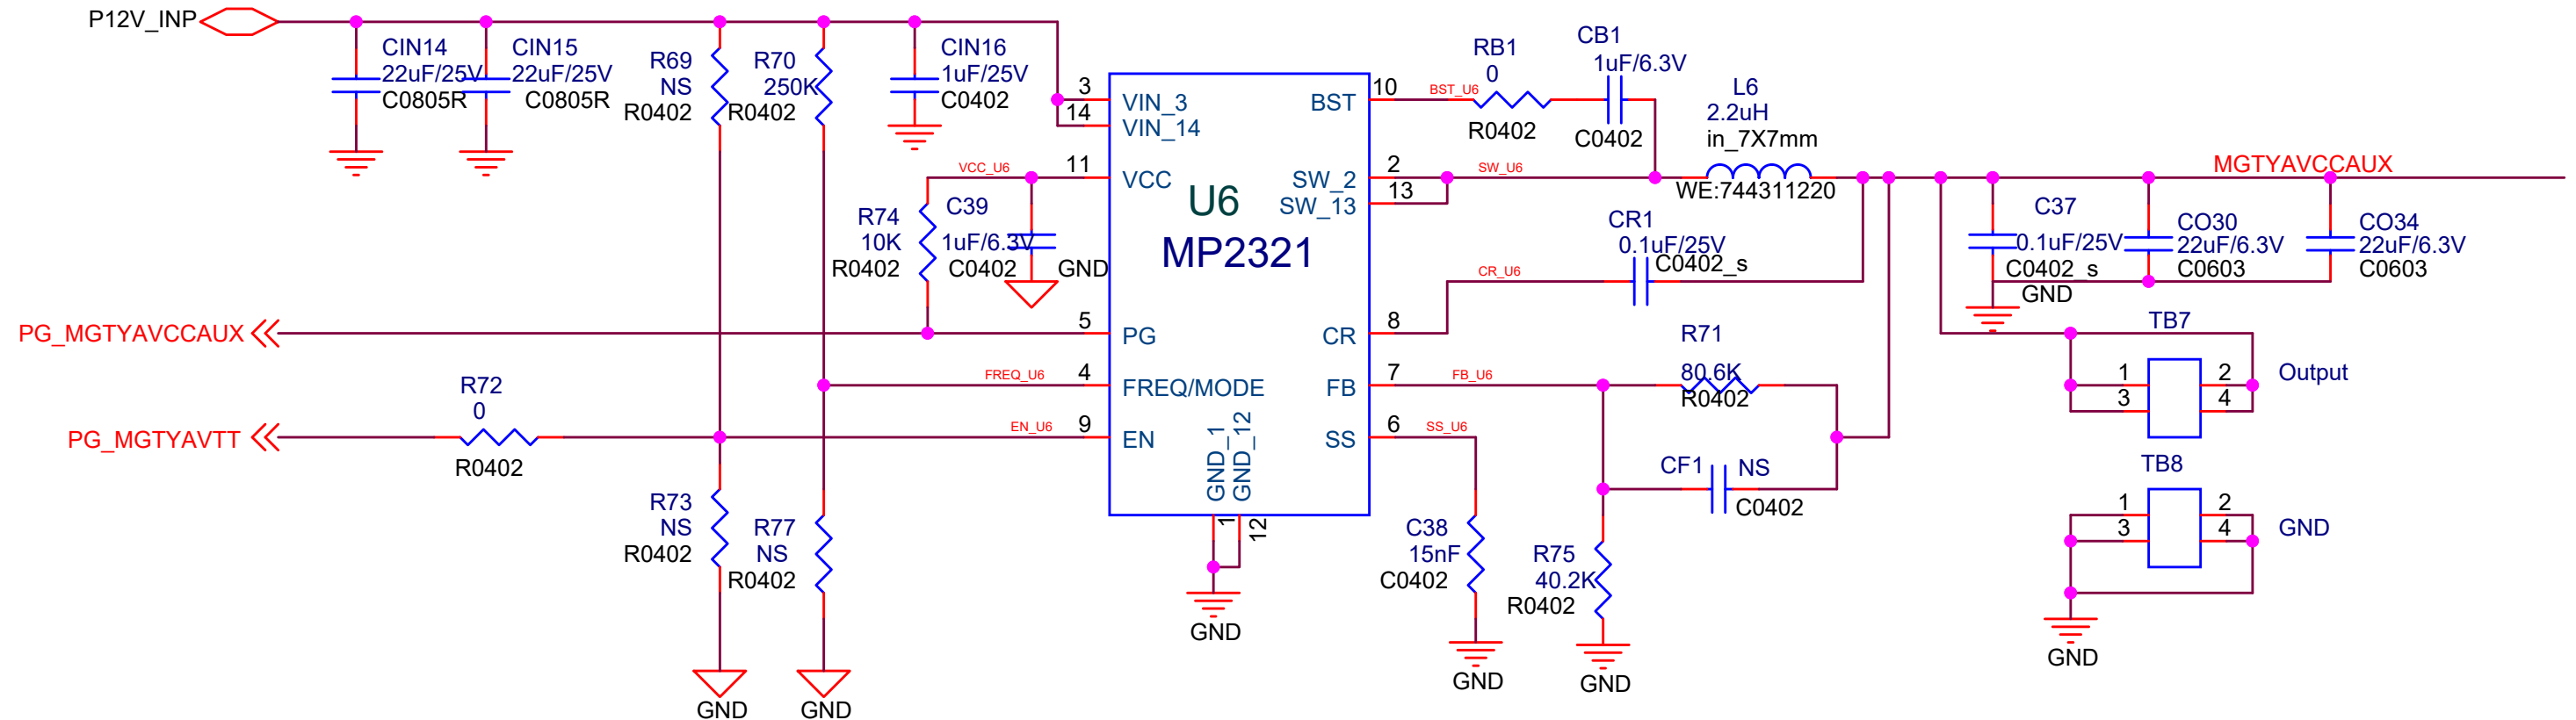 P12V_INP
CIN14
22uF/25V
C0805R
CIN15
22uF/25V
C0805R
R69
NS
R0402
R70
250K
R0402
CIN16
1uF/25V
C0402
3
14
VIN_3
VIN_14
VCC_U6
11
VCC
R74
10K
R0402
C39
1uF/6.3V
C0402
GND
U6
MP2321
BST
10
BST_U6
RB1
0
R0402
CB1
1uF/6.3V
C0402
L6
2.2uH
in_7X7mm
WE:744311220
SW_2
SW_13
2
13
SW_U6
MGTYAVCCAUX
CR1
0.1uF/25V
C0402_s
CR_U6
C37
0.1uF/25V
C0402_s
GND
CO30
22uF/6.3V
C0603
CO34
22uF/6.3V
C0603
PG_MGTYAVCCAUX
5
PG
CR
8
R71
80.6K
R0402
TB7
1
3
2
4
Output
FREQ_U6
4
FREQ/MODE
FB
7
FB_U6
R72
0
R0402
PG_MGTYAVTT
EN_U6
9
EN
GND_1
GND_12
1
12
GND
SS
6
SS_U6
CF1
NS
C0402
TB8
1
3
2
4
GND
GND
R73
NS
R0402
R77
NS
R0402
C38
15nF
C0402
R75
40.2K
R0402
GND
GND
GND
GND